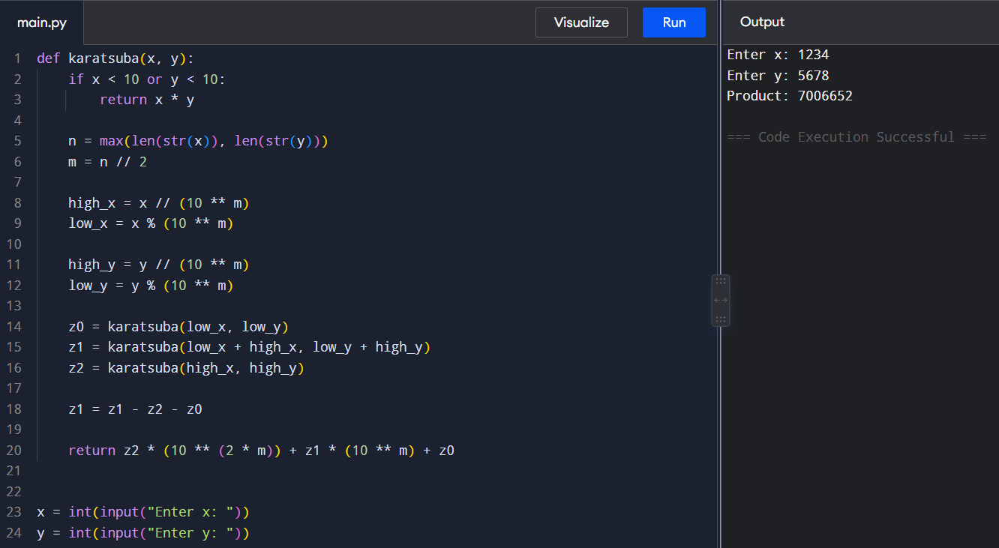 main.py
Visualize
Run
Output
1 def karatsuba(x, y):
2     if x < 10 or y < 10:
3         return x * y
4
5     n = max(len(str(x)), len(str(y)))
6     m = n // 2
7
8     high_x = x // (10 ** m)
9     low_x = x % (10 ** m)
10
11     high_y = y // (10 ** m)
12     low_y = y % (10 ** m)
13
14     z0 = karatsuba(low_x, low_y)
15     z1 = karatsuba(low_x + high_x, low_y + high_y)
16     z2 = karatsuba(high_x, high_y)
17
18     z1 = z1 - z2 - z0
19
20     return z2 * (10 ** (2 * m)) + z1 * (10 ** m) + z0
21
22
23 x = int(input("Enter x: "))
24 y = int(input("Enter y: "))
Enter x: 1234
Enter y: 5678
Product: 7006652
=== Code Execution Successful ===